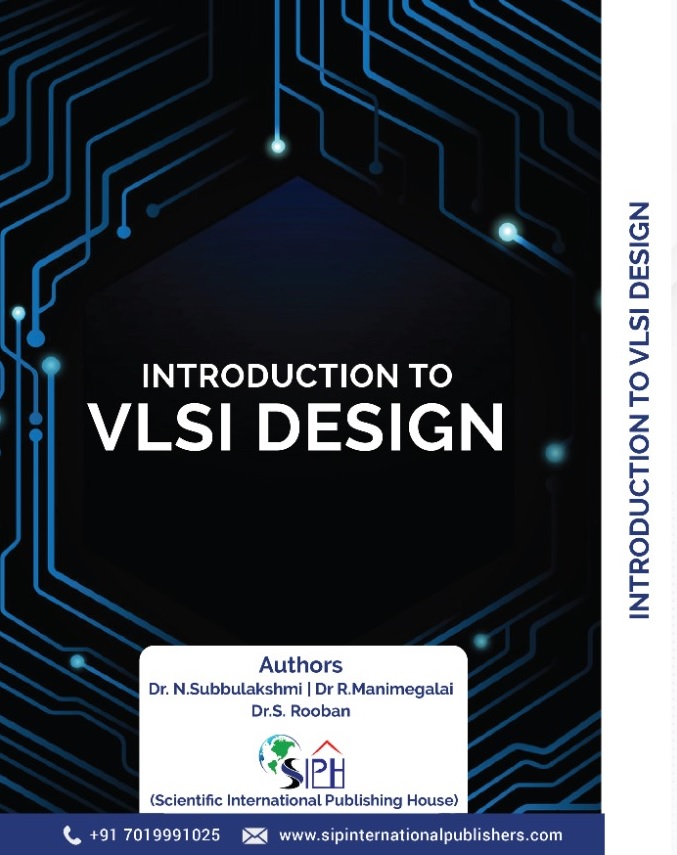 INTRODUCTION TO
VLSI DESIGN
Authors
Dr. N.Subbulakshmi | Dr R.Manimegalai
Dr.S. Rooban
SIPH
(Scientific International Publishing House)
+91 7019991025 www.sipinternationalpublishers.com
INTRODUCTION TO VLSI DESIGN